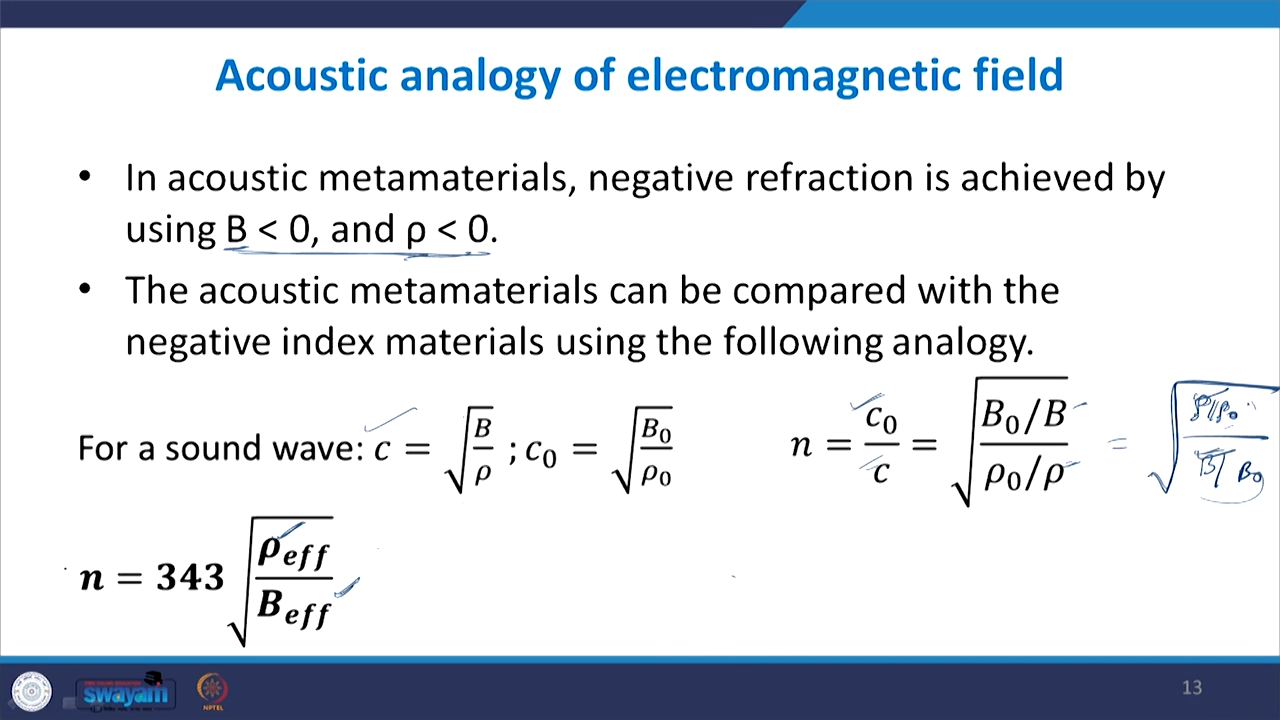 Acoustic analogy of electromagnetic field
• In acoustic metamaterials, negative refraction is achieved by
using B < 0, and ρ < 0.
• The acoustic metamaterials can be compared with the
negative index materials using the following analogy.
For a sound wave: c = √(B/ρ) ; c₀ = √(B₀/ρ₀) n = c₀/c = √((B₀/B)/(ρ₀/ρ)) = √((ρ/ρ₀)/(B/B₀))
n = 343 √(ρeff/Beff)
swayam
NPTEL
13